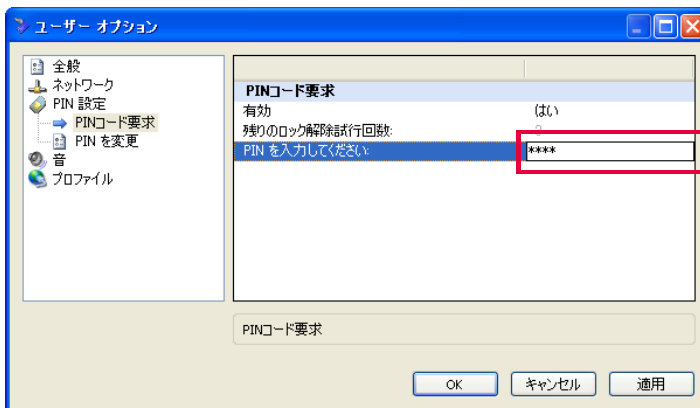 ユーザー オプション
全般
ネットワーク
PIN 設定
PINコード要求
PIN を変更
音
プロファイル
PINコード要求
有効 はい
残りのロック解除試行回数: 3
PIN を入力してください: ****
PINコード要求
OK キャンセル 適用